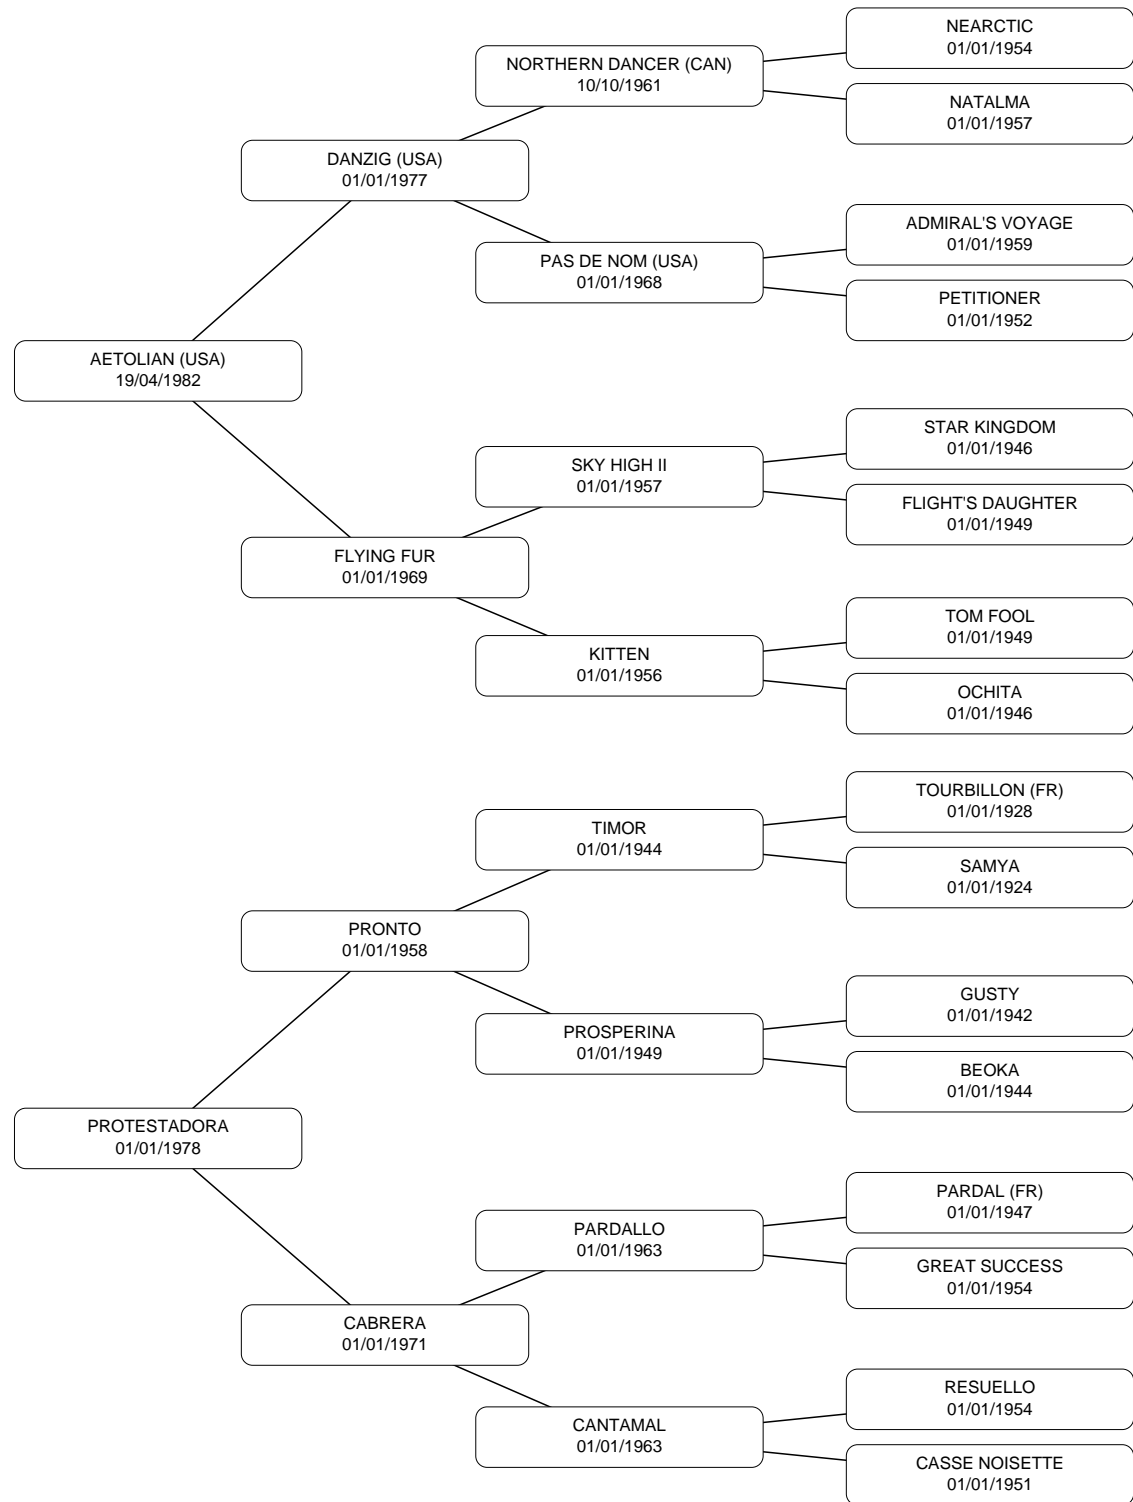 NEARCTIC
01/01/1954
NORTHERN DANCER (CAN)
10/10/1961
NATALMA
01/01/1957
DANZIG (USA)
01/01/1977
ADMIRAL'S VOYAGE
01/01/1959
PAS DE NOM (USA)
01/01/1968
PETITIONER
01/01/1952
AETOLIAN (USA)
19/04/1982
STAR KINGDOM
01/01/1946
SKY HIGH II
01/01/1957
FLIGHT'S DAUGHTER
01/01/1949
FLYING FUR
01/01/1969
TOM FOOL
01/01/1949
KITTEN
01/01/1956
OCHITA
01/01/1946
TOURBILLON (FR)
01/01/1928
TIMOR
01/01/1944
SAMYA
01/01/1924
PRONTO
01/01/1958
GUSTY
01/01/1942
PROSPERINA
01/01/1949
BEOKA
01/01/1944
PROTESTADORA
01/01/1978
PARDAL (FR)
01/01/1947
PARDALLO
01/01/1963
GREAT SUCCESS
01/01/1954
CABRERA
01/01/1971
RESUELLO
01/01/1954
CANTAMAL
01/01/1963
CASSE NOISETTE
01/01/1951